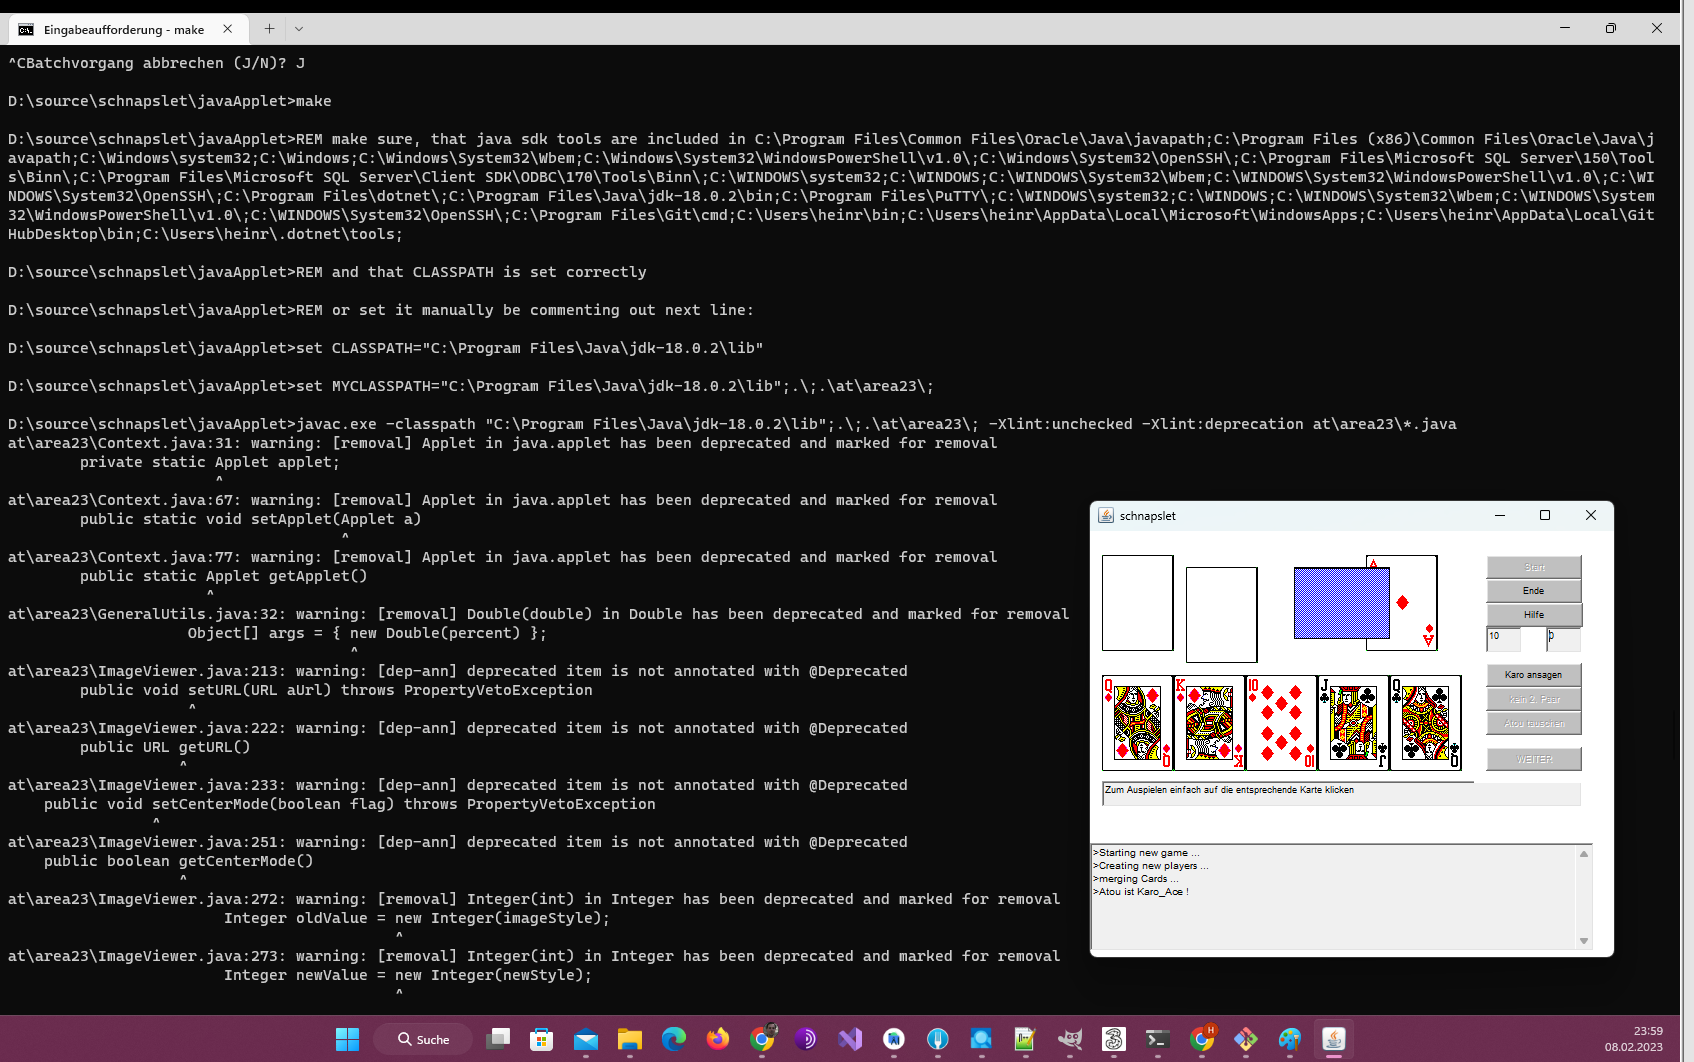 Eingabeaufforderung - make
^CBatchvorgang abbrechen (J/N)? J
D:\source\schnapslet\javaApplet>make
D:\source\schnapslet\javaApplet>REM make sure, that java sdk tools are included in C:\Program Files\Common Files\Oracle\Java\javapath;C:\Program Files (x86)\Common Files\Oracle\Java\j
avapath;C:\Windows\system32;C:\Windows;C:\Windows\System32\Wbem;C:\Windows\System32\WindowsPowerShell\v1.0\;C:\Windows\System32\OpenSSH\;C:\Program Files\Microsoft SQL Server\150\Tool
s\Binn\;C:\Program Files\Microsoft SQL Server\Client SDK\ODBC\170\Tools\Binn\;C:\WINDOWS\system32;C:\WINDOWS;C:\WINDOWS\System32\Wbem;C:\WINDOWS\System32\WindowsPowerShell\v1.0\;C:\WI
NDOWS\System32\OpenSSH\;C:\Program Files\dotnet\;C:\Program Files\Java\jdk-18.0.2\bin;C:\Program Files\PuTTY\;C:\WINDOWS\system32;C:\WINDOWS;C:\WINDOWS\System32\Wbem;C:\WINDOWS\System
32\WindowsPowerShell\v1.0\;C:\WINDOWS\System32\OpenSSH\;C:\Program Files\Git\cmd;C:\Users\heinr\bin;C:\Users\heinr\AppData\Local\Microsoft\WindowsApps;C:\Users\heinr\AppData\Local\Git
HubDesktop\bin;C:\Users\heinr\.dotnet\tools;
D:\source\schnapslet\javaApplet>REM and that CLASSPATH is set correctly
D:\source\schnapslet\javaApplet>REM or set it manually be commenting out next line:
D:\source\schnapslet\javaApplet>set CLASSPATH="C:\Program Files\Java\jdk-18.0.2\lib"
D:\source\schnapslet\javaApplet>set MYCLASSPATH="C:\Program Files\Java\jdk-18.0.2\lib";.\;.\at\area23\;
D:\source\schnapslet\javaApplet>javac.exe -classpath "C:\Program Files\Java\jdk-18.0.2\lib";.\;.\at\area23\; -Xlint:unchecked -Xlint:deprecation at\area23\*.java
at\area23\Context.java:31: warning: [removal] Applet in java.applet has been deprecated and marked for removal
private static Applet applet;
^
at\area23\Context.java:67: warning: [removal] Applet in java.applet has been deprecated and marked for removal
public static void setApplet(Applet a)
^
at\area23\Context.java:77: warning: [removal] Applet in java.applet has been deprecated and marked for removal
public static Applet getApplet()
^
at\area23\GeneralUtils.java:32: warning: [removal] Double(double) in Double has been deprecated and marked for removal
Object[] args = { new Double(percent) };
^
at\area23\ImageViewer.java:213: warning: [dep-ann] deprecated item is not annotated with @Deprecated
public void setURL(URL aUrl) throws PropertyVetoException
^
at\area23\ImageViewer.java:222: warning: [dep-ann] deprecated item is not annotated with @Deprecated
public URL getURL()
^
at\area23\ImageViewer.java:233: warning: [dep-ann] deprecated item is not annotated with @Deprecated
public void setCenterMode(boolean flag) throws PropertyVetoException
^
at\area23\ImageViewer.java:251: warning: [dep-ann] deprecated item is not annotated with @Deprecated
public boolean getCenterMode()
^
at\area23\ImageViewer.java:272: warning: [removal] Integer(int) in Integer has been deprecated and marked for removal
Integer oldValue = new Integer(imageStyle);
^
at\area23\ImageViewer.java:273: warning: [removal] Integer(int) in Integer has been deprecated and marked for removal
Integer newValue = new Integer(newStyle);
^
schnapslet
A
A
Start
Ende
Hilfe
10
0
Q K 10 J Q
Q K 10 J Q
Karo ansagen
kein 2. Paar
Atou tauschen
WEITER
Zum Auspielen einfach auf die entsprechende Karte klicken
>Starting new game ...
>Creating new players ...
>merging Cards ...
>Atou ist Karo_Ace !
Suche
23:59
08.02.2023